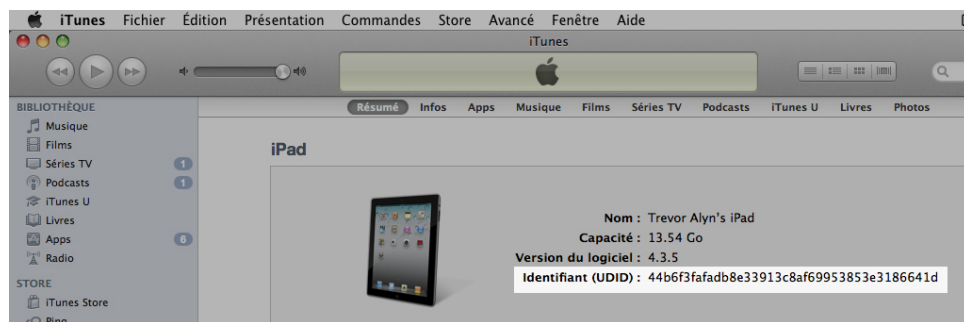 iTunes Fichier Édition Présentation Commandes Store Avancé Fenêtre Aide
iTunes
BIBLIOTHÈQUE
Résumé Infos Apps Musique Films Séries TV Podcasts iTunes U Livres Photos
Musique
Films
Séries TV 1
Podcasts 1
iTunes U
Livres
Apps 6
Radio
STORE
iTunes Store
Ping
iPad
Nom : Trevor Alyn's iPad
Capacité : 13.54 Go
Version du logiciel : 4.3.5
Identifiant (UDID) : 44b6f3fafadb8e33913c8af69953853e3186641d